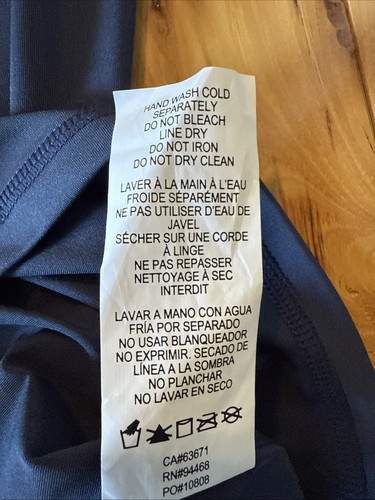 HAND WASH COLD
SEPARATELY
DO NOT BLEACH
LINE DRY
DO NOT IRON
DO NOT DRY CLEAN
LAVER À LA MAIN À L'EAU
FROIDE SÉPARÉMENT
NE PAS UTILISER D'EAU DE
JAVEL
SÉCHER SUR UNE CORDE
À LINGE
NE PAS REPASSER
NETTOYAGE À SEC
INTERDIT
LAVAR A MANO CON AGUA
FRÍA POR SEPARADO
NO USAR BLANQUEADOR
NO EXPRIMIR. SECADO DE
LÍNEA A LA SOMBRA
NO PLANCHAR
NO LAVAR EN SECO
CA#63671
RN#94468
PO#10808